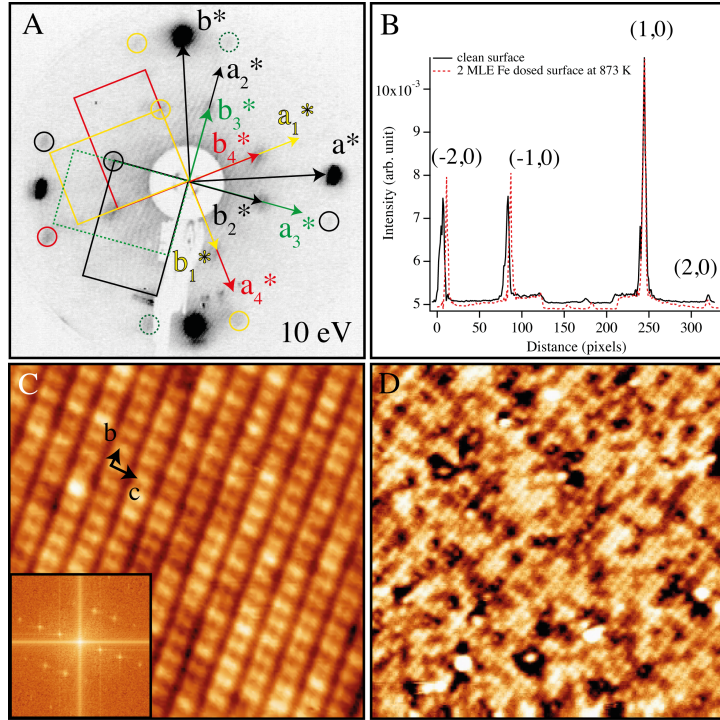 A
b*
a₂*
b₃*
a₁*
b₄*
a*
b₂*
a₃*
b₁*
a₄*
10 eV
B
(1,0)
clean surface
2 MLE Fe dosed surface at 873 K
10x10⁻³
9
8
7
6
5
Intensity (arb. unit)
(-2,0)
(-1,0)
(2,0)
0
50
100
150
200
250
300
Distance (pixels)
C
b
c
D